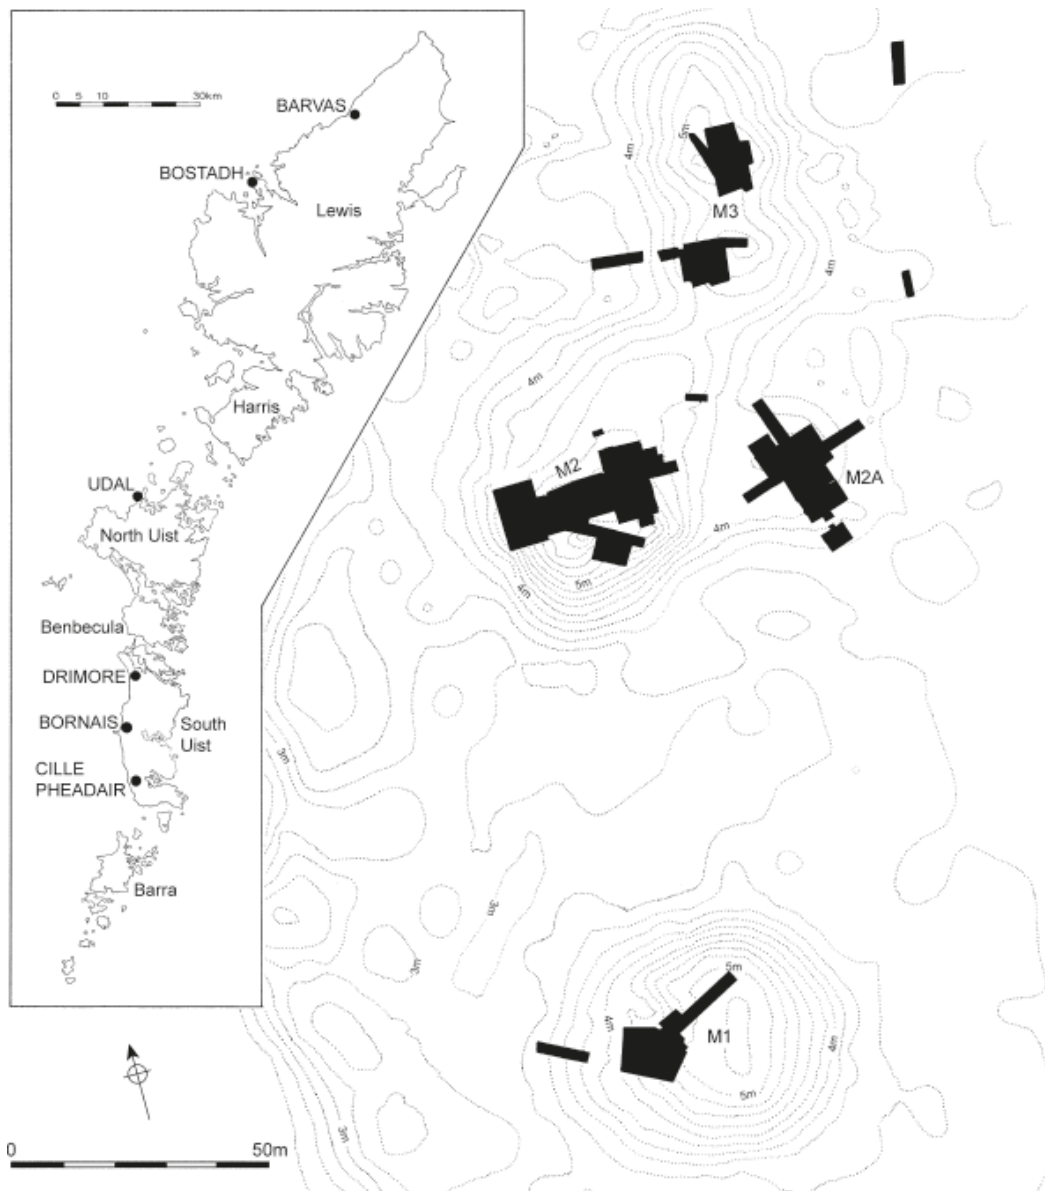 0 5 10 30km
BARVAS
BOSTADH
Lewis
Harris
UDAL
North Uist
Benbecula
DRIMORE
BORNAIS
South
Uist
CILLE
PHEADAIR
Barra
0 50m
5m
4m
M3
4m
4m
M2
M2A
4m
5m
4m
3m
3m
3m
5m
4m
M1
4m
5m
3m